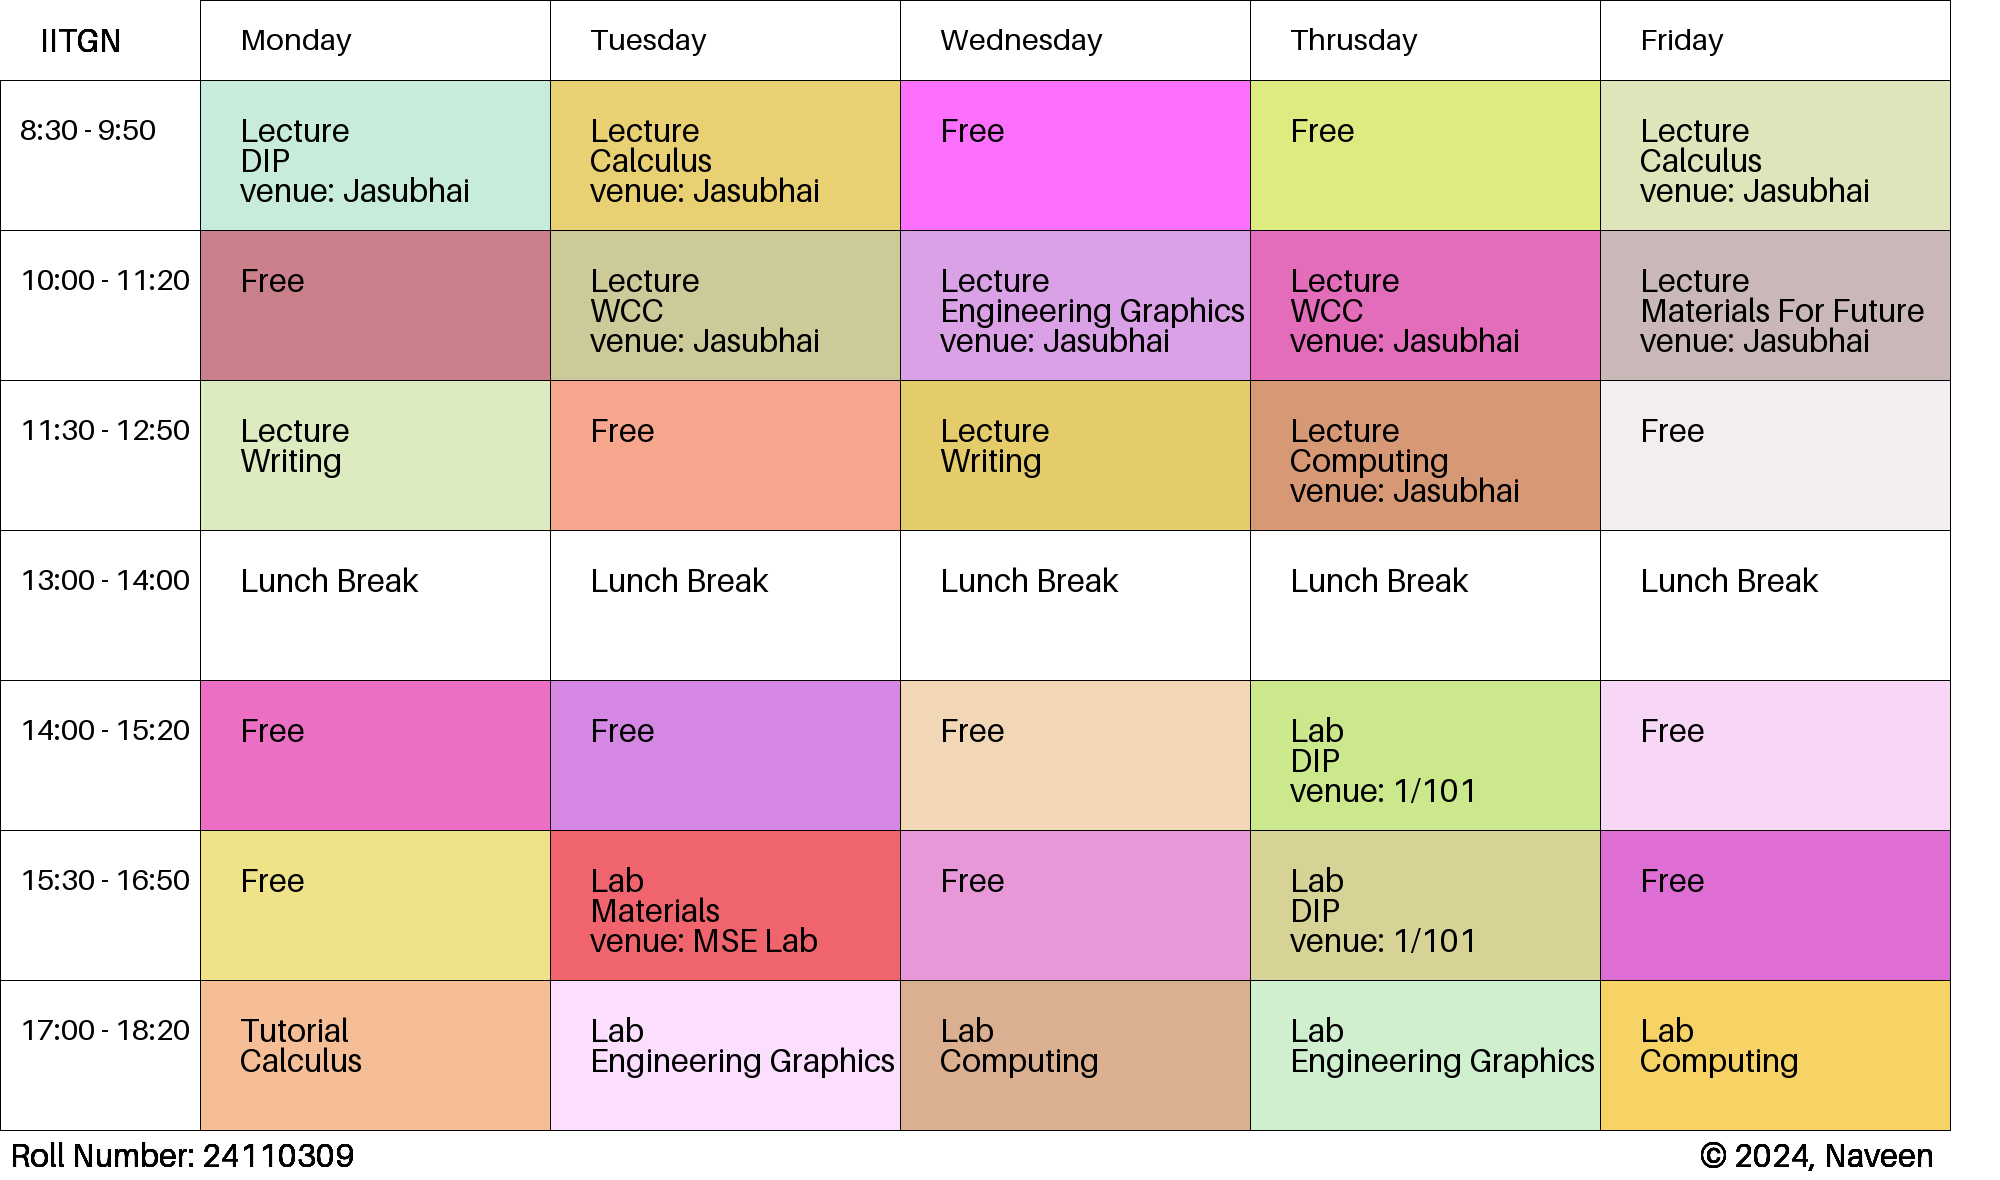 IITGN
Monday
Tuesday
Wednesday
Thrusday
Friday
8:30 - 9:50
Lecture
DIP
venue: Jasubhai
Lecture
Calculus
venue: Jasubhai
Free
Free
Lecture
Calculus
venue: Jasubhai
10:00 - 11:20
Free
Lecture
WCC
venue: Jasubhai
Lecture
Engineering Graphics
venue: Jasubhai
Lecture
WCC
venue: Jasubhai
Lecture
Materials For Future
venue: Jasubhai
11:30 - 12:50
Lecture
Writing
Free
Lecture
Writing
Lecture
Computing
venue: Jasubhai
Free
13:00 - 14:00
Lunch Break
Lunch Break
Lunch Break
Lunch Break
Lunch Break
14:00 - 15:20
Free
Free
Free
Lab
DIP
venue: 1/101
Free
15:30 - 16:50
Free
Lab
Materials
venue: MSE Lab
Free
Lab
DIP
venue: 1/101
Free
17:00 - 18:20
Tutorial
Calculus
Lab
Engineering Graphics
Lab
Computing
Lab
Engineering Graphics
Lab
Computing
Roll Number: 24110309
© 2024, Naveen